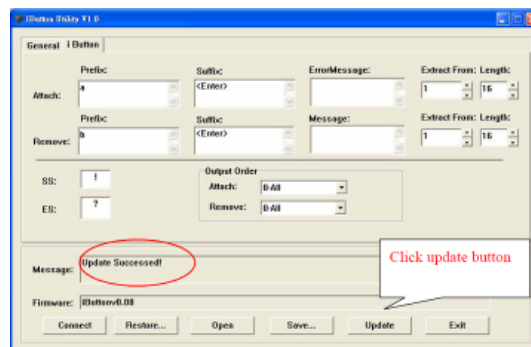 iButton Utility V1.0
General i Button
Prefix: Suffix: ErrorMessage: Extract From: Length:
Attach: a <Enter> 1 16
Prefix: Suffix: Message: Extract From: Length:
Remove: b <Enter> 1 16
SS: ! Output Order
Attach: 0-All
ES: ? Remove: 0-All
Message: Update Successed!
Click update button
Firmware: iButtonv0.08
Connect Restore... Open Save... Update Exit